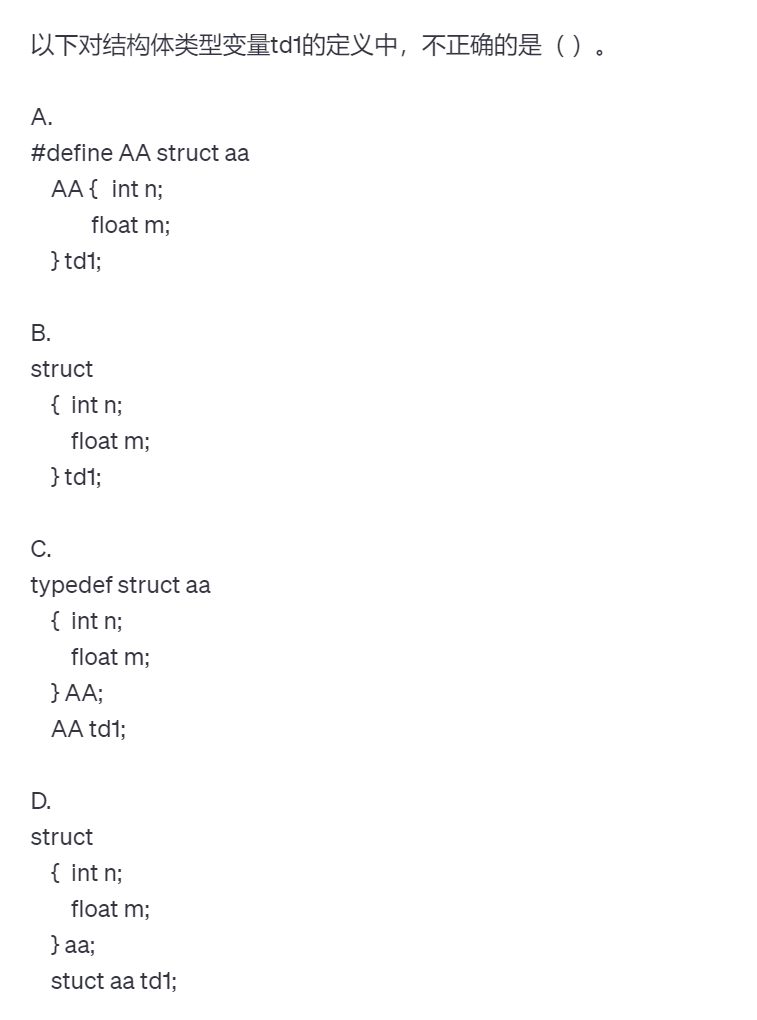 以下对结构体类型变量td1的定义中，不正确的是（ ）。
A.
#define AA struct aa
AA { int n;
float m;
} td1;
B.
struct
{ int n;
float m;
} td1;
C.
typedef struct aa
{ int n;
float m;
} AA;
AA td1;
D.
struct
{ int n;
float m;
} aa;
stuct aa td1;